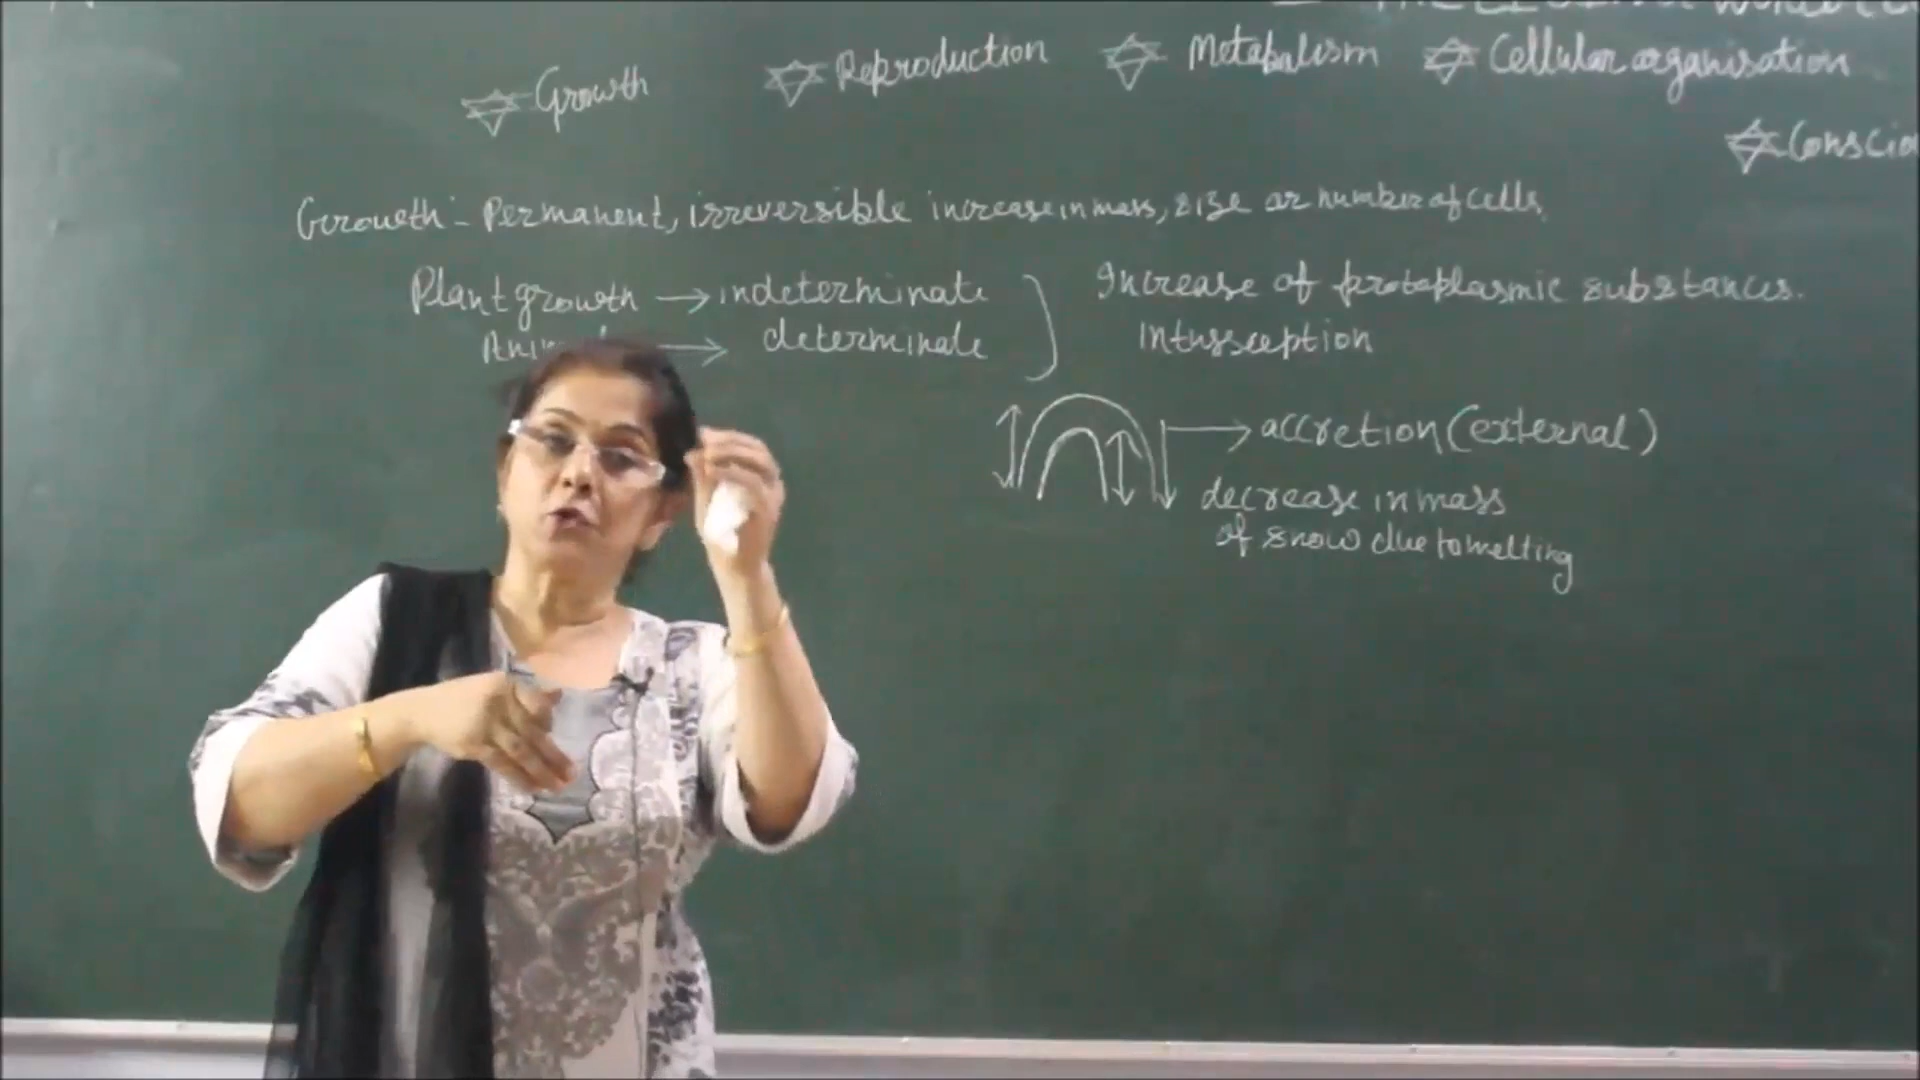 Growth Reproduction Metabolism Cellular organisation
Growth:- Permanent, irreversible increase in mass, size or number of cells.
Plant growth → indeterminate
→ determinate
Increase of protoplasmic substances.
Intussception
→ accretion (external)
decrease in mass
of snow due to melting